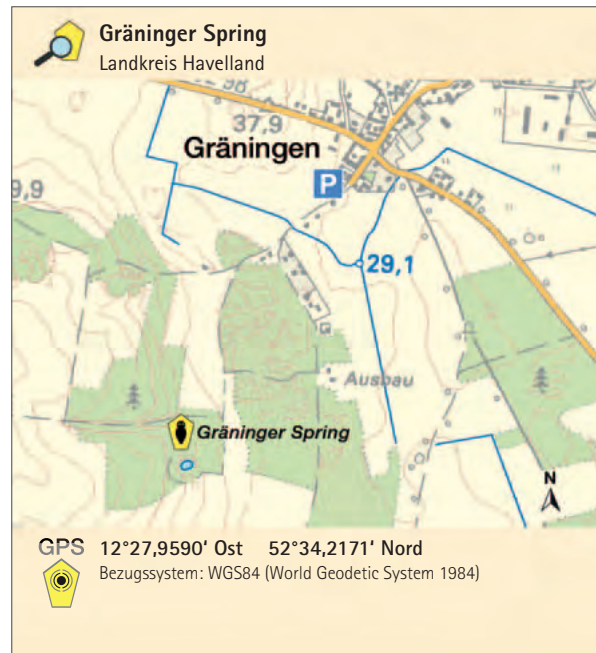 Gräninger Spring
Landkreis Havelland
37,9
Gräningen
P
9,9
29,1
Ausbau
Gräninger Spring
N
GPS 12°27,9590' Ost 52°34,2171' Nord
Bezugssystem: WGS84 (World Geodetic System 1984)